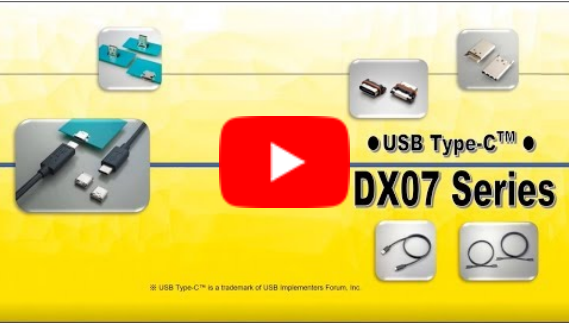 ●USB Type-C™ ●
DX07 Series
※ USB Type-C™ is a trademark of USB Implementers Forum, Inc.